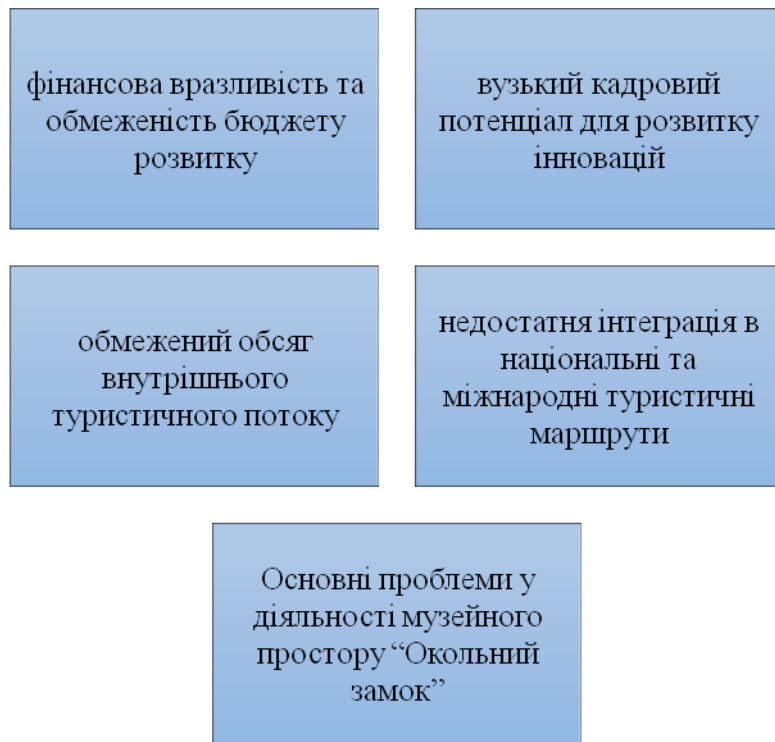 фінансова вразливість та
обмеженість бюджету
розвитку
вузький кадровий
потенціал для розвитку
інновацій
обмежений обсяг
внутрішнього
туристичного потоку
недостатня інтеграція в
національні та
міжнародні туристичні
маршрути
Основні проблеми у
діяльності музейного
простору “Окольний
замок”